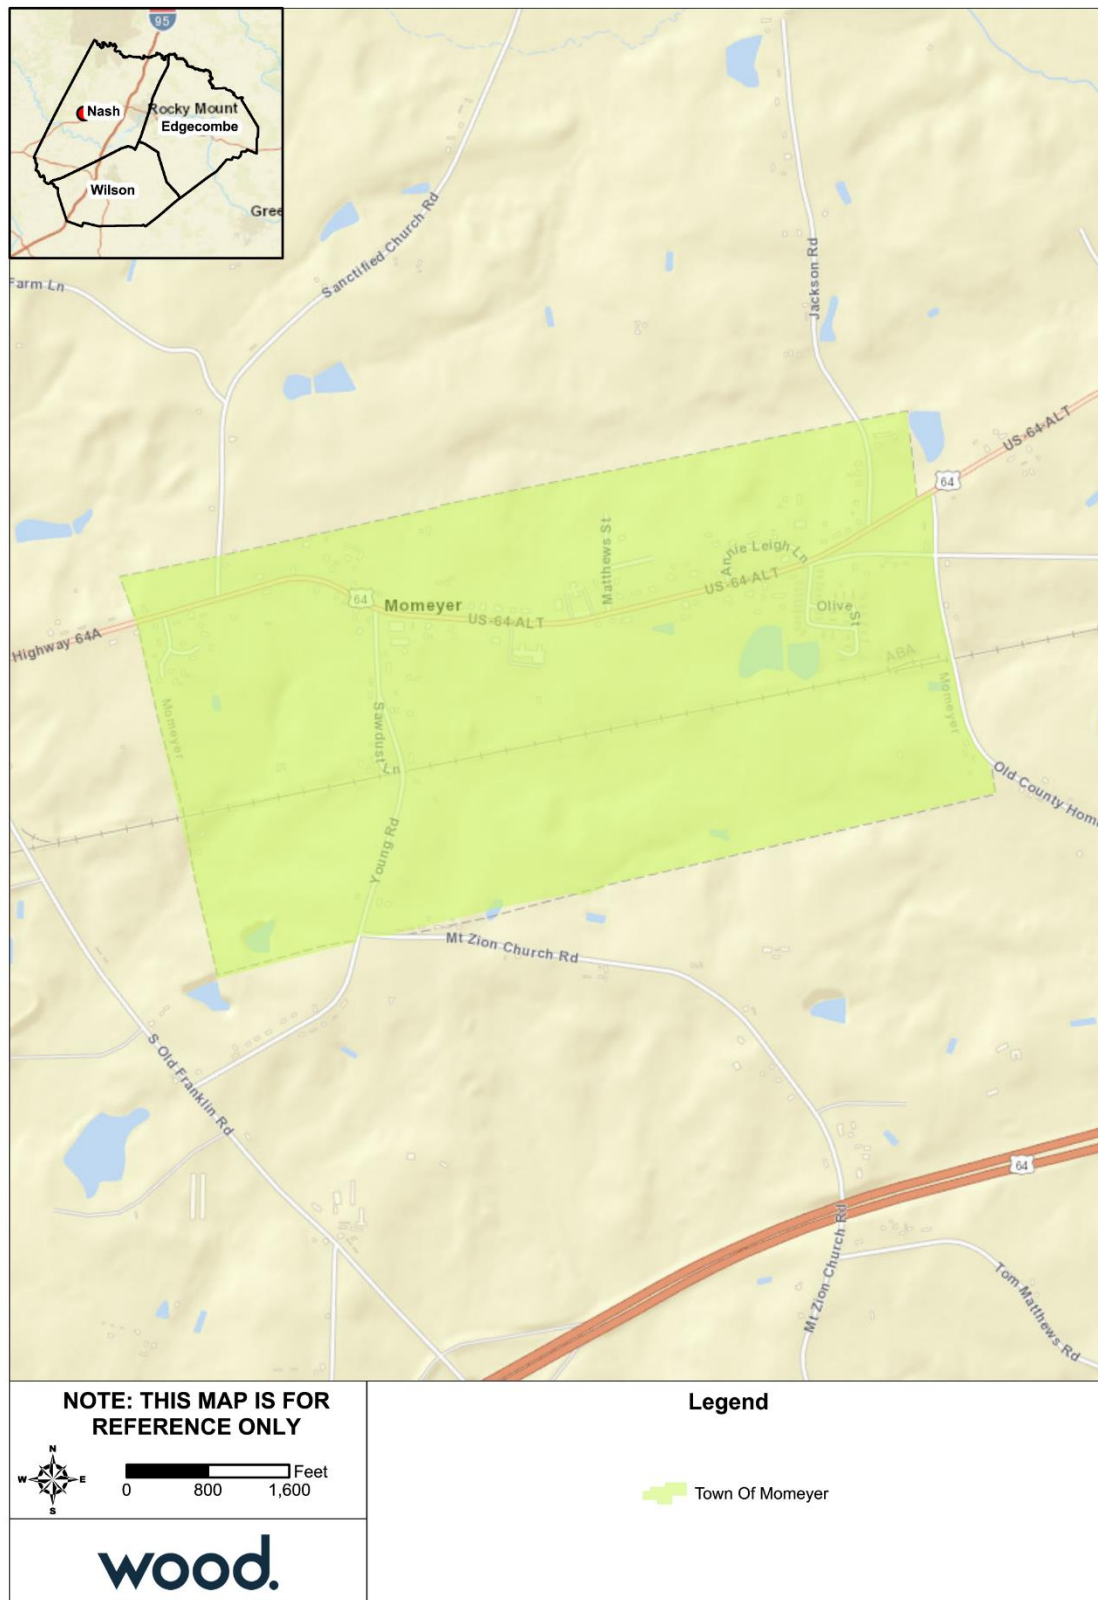 95
Nash
Rocky Mount
Edgecombe
Wilson
Gree
Farm Ln
Sanctified Church Rd
Jackson Rd
US-64-ALT
64
Matthews St
Annie Leigh Ln
US-64-ALT
64
Momeyer
US-64-ALT
Olive St
Highway 64A
ABA
Momeyer
Sawdust Ln
Momeyer
Old County Hom
Young Rd
Mt Zion Church Rd
S Old Franklin Rd
64
Mt Zion Church Rd
Tom Matthews Rd
NOTE: THIS MAP IS FOR
REFERENCE ONLY
N
W E
S
Feet
0 800 1,600
wood.
Legend
Town Of Momeyer